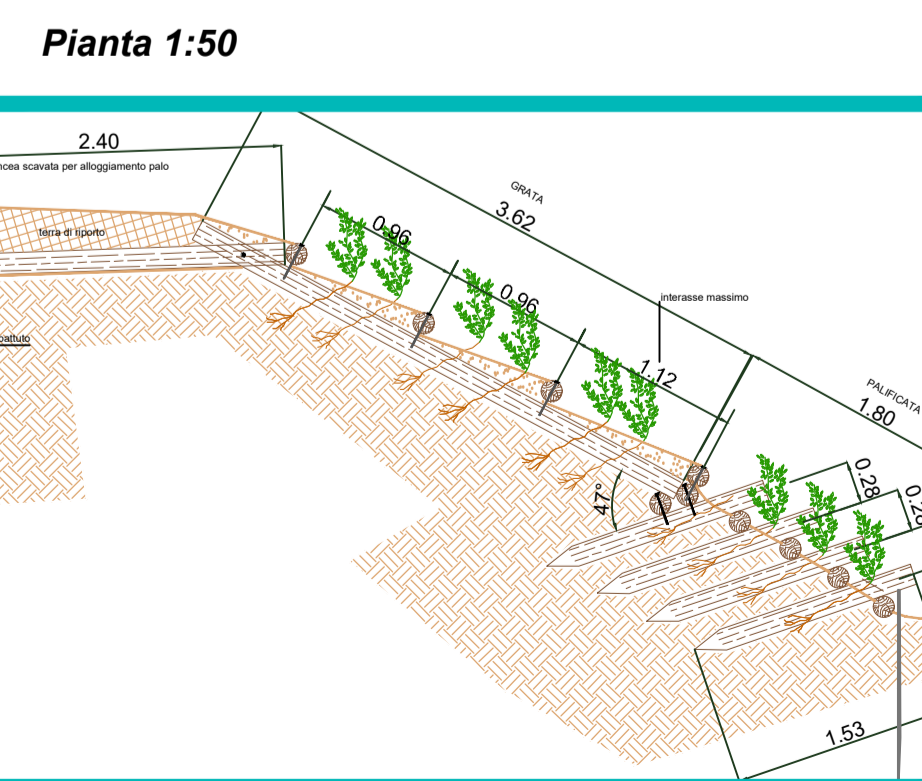 Pianta 1:50
2.40
ncea scavata per alloggiamento palo
GRATA
3.62
terra di riporto
0.96
0.96
interasse massimo
1.12
PALIFICATA
1.80
battuto
47°
0.28
1.53